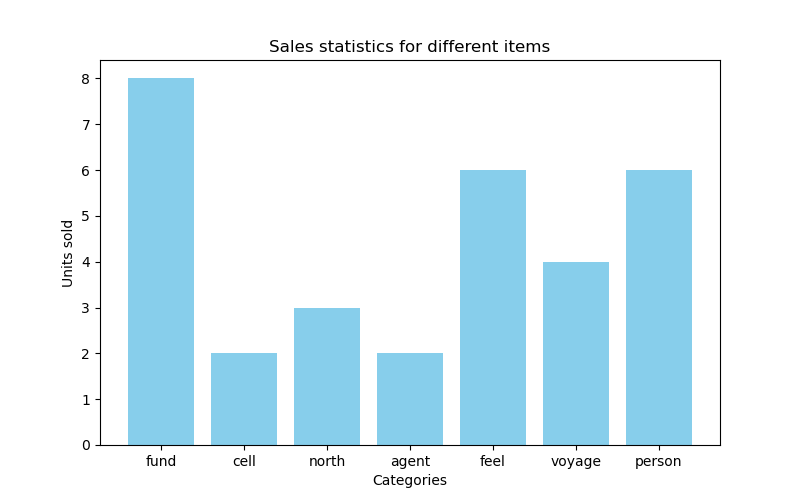 Sales statistics for different items
Units sold
8
7
6
5
4
3
2
1
0
fund cell north agent feel voyage person
Categories